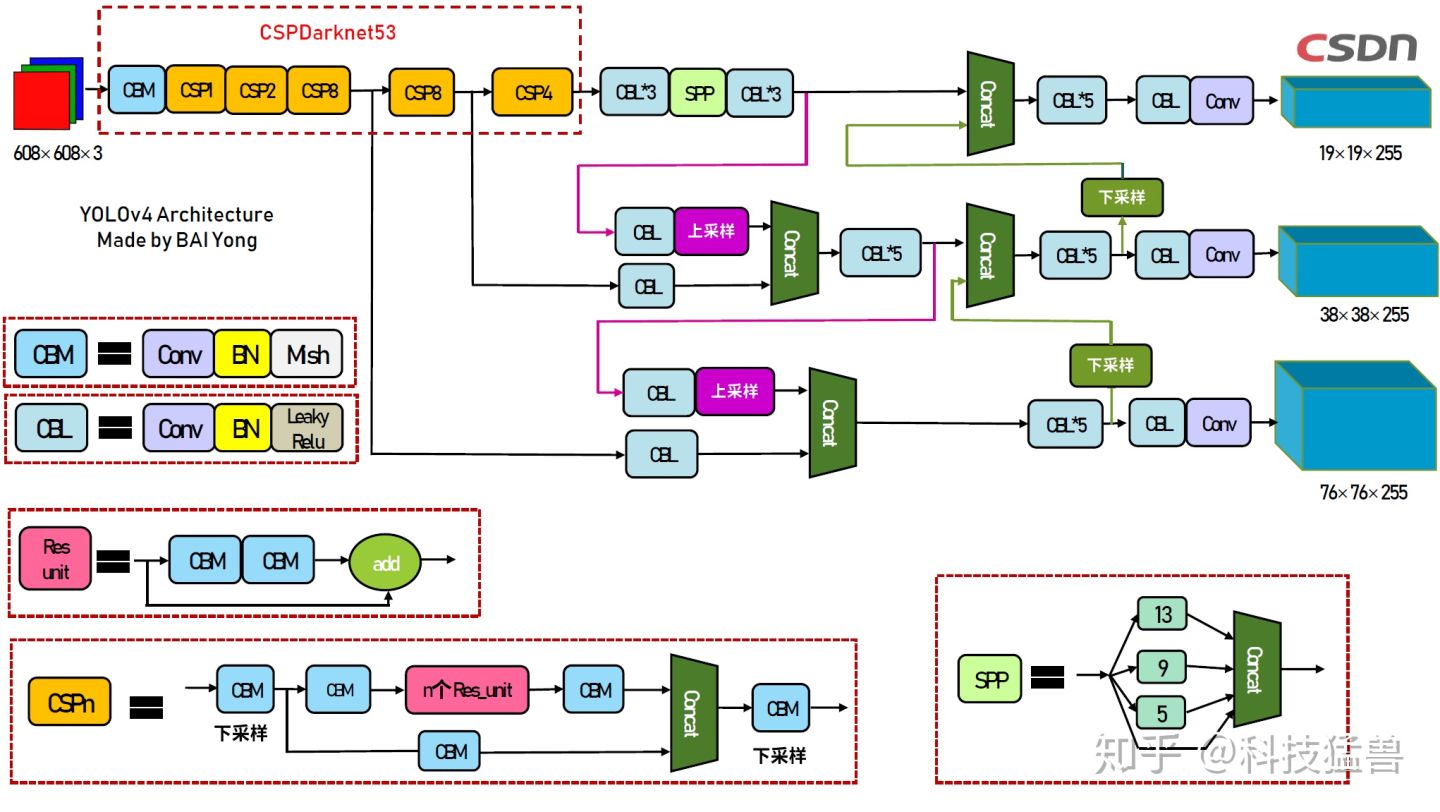 CSPDarknet53
CSDN
CBM CSP1 CSP2 CSP8 CSP8 CSP4 CBL*3 SPP CBL*3 Concat CBL*5 CBL Conv
608×608×3
19×19×255
YOLOv4 Architecture
Made by BAI Yong
下采样
CBL 上采样 Concat CBL*5 Concat CBL*5 CBL Conv
CBL
38×38×255
CBM Conv BN Mish
下采样
CBL 上采样 Concat CBL*5 CBL Conv
CBL
76×76×255
CBL Conv BN Leaky
Relu
Res
unit
CBM CBM add
CSPn CBM CBM n个Res_unit CBM Concat CBM
下采样
CBM
下采样
SPP 13 Concat
9
5
知乎 @科技猛兽